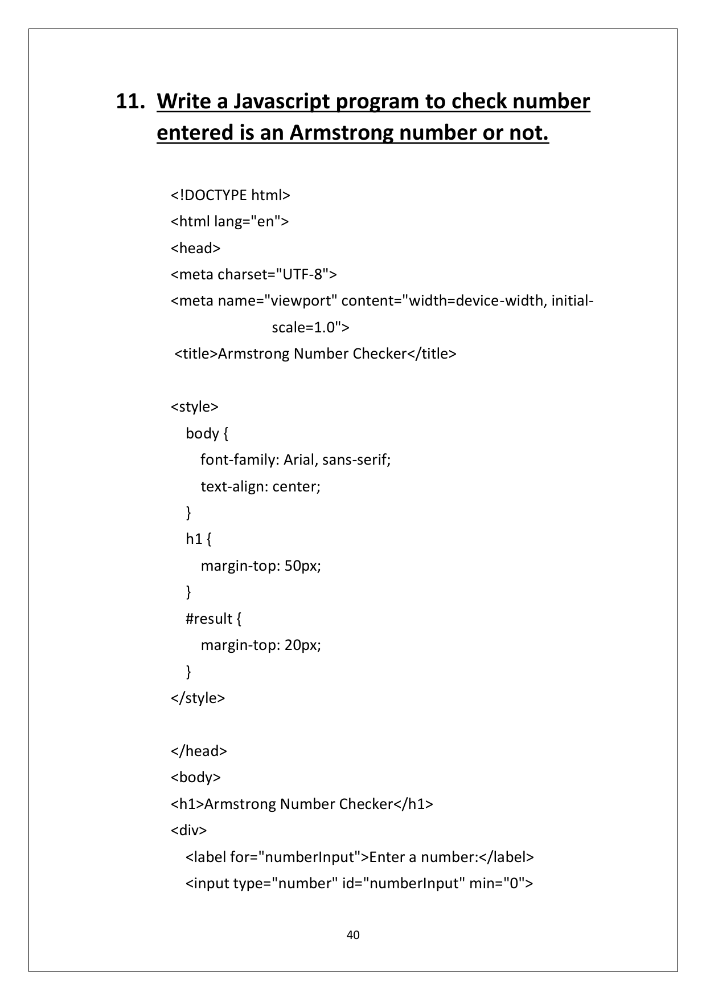 11. Write a Javascript program to check number
entered is an Armstrong number or not.
<!DOCTYPE html>
<html lang="en">
<head>
<meta charset="UTF-8">
<meta name="viewport" content="width=device-width, initial-
scale=1.0">
<title>Armstrong Number Checker</title>
<style>
body {
font-family: Arial, sans-serif;
text-align: center;
}
h1 {
margin-top: 50px;
}
#result {
margin-top: 20px;
}
</style>
</head>
<body>
<h1>Armstrong Number Checker</h1>
<div>
<label for="numberInput">Enter a number:</label>
<input type="number" id="numberInput" min="0">
40